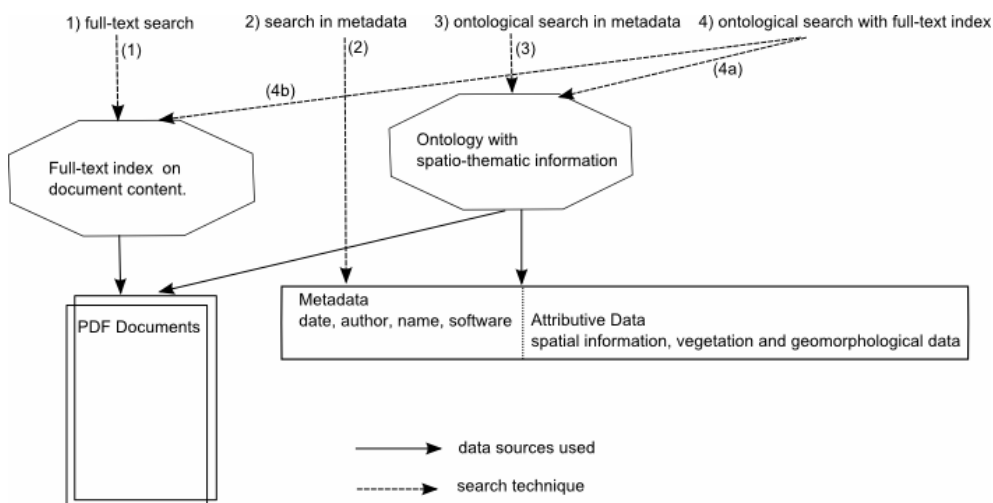 1) full-text search
2) search in metadata
3) ontological search in metadata
4) ontological search with full-text index
(1)
(2)
(3)
(4a)
(4b)
Full-text index on
document content.
Ontology with
spatio-thematic information
PDF Documents
Metadata
date, author, name, software
Attributive Data
spatial information, vegetation and geomorphological data
data sources used
search technique